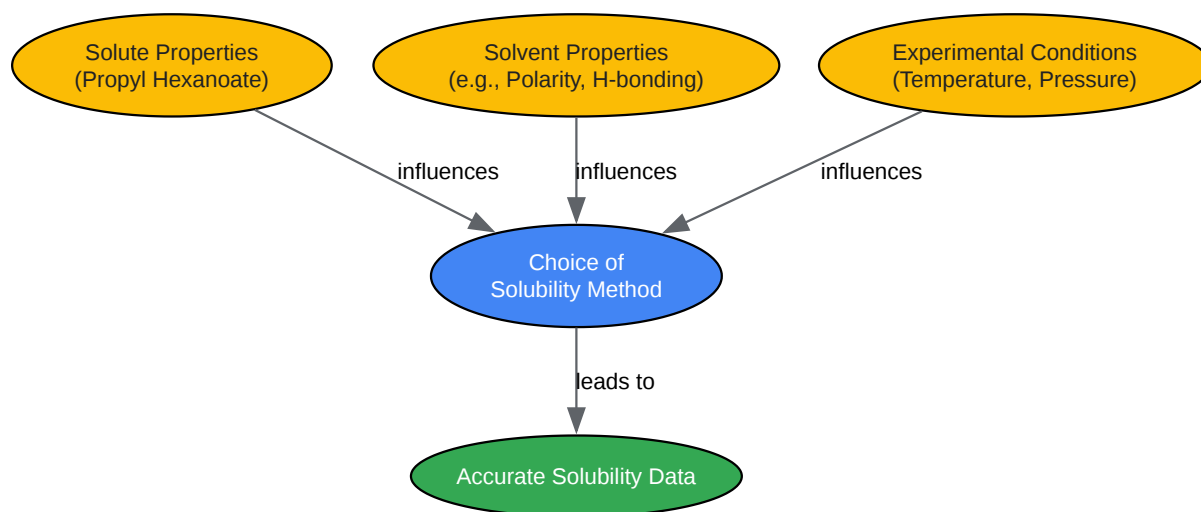 Solute Properties
(Propyl Hexanoate)
Solvent Properties
(e.g., Polarity, H-bonding)
Experimental Conditions
(Temperature, Pressure)
influences
influences
influences
Choice of
Solubility Method
leads to
Accurate Solubility Data